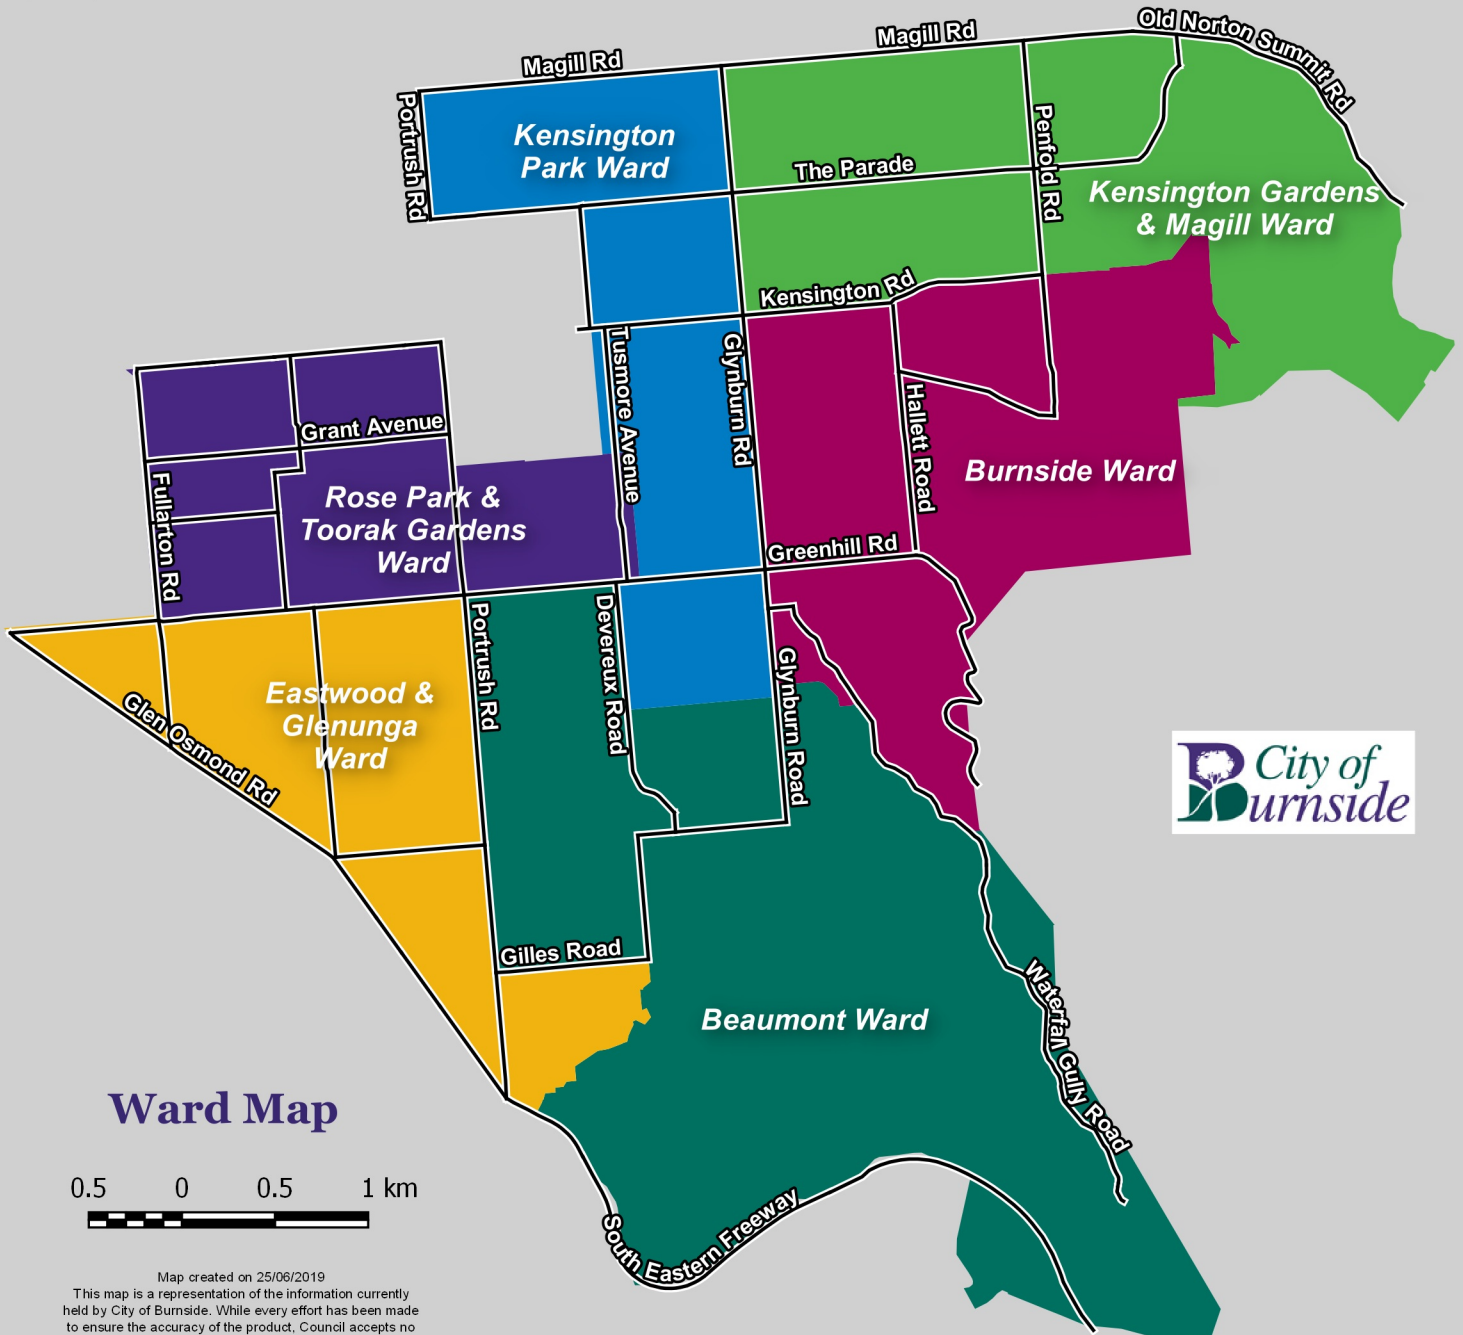 Old Norton Summit Rd
Magill Rd
Magill Rd
Portrush Rd
Kensington
Park Ward
Penfold Rd
The Parade
Kensington Gardens
& Magill Ward
Kensington Rd
Tusmore Avenue
Glynburn Rd
Hallett Road
Grant Avenue
Burnside Ward
Fullarton Rd
Rose Park &
Toorak Gardens
Ward
Greenhill Rd
Portrush Rd
Devereux Road
Glynburn Road
Eastwood &
Glenunga
Ward
Glen Osmond Rd
City of
Burnside
Gilles Road
Waterfall Gully Road
Beaumont Ward
Ward Map
0.5 0 0.5 1 km
South Eastern Freeway
Map created on 25/06/2019
This map is a representation of the information currently
held by City of Burnside. While every effort has been made
to ensure the accuracy of the product, Council accepts no